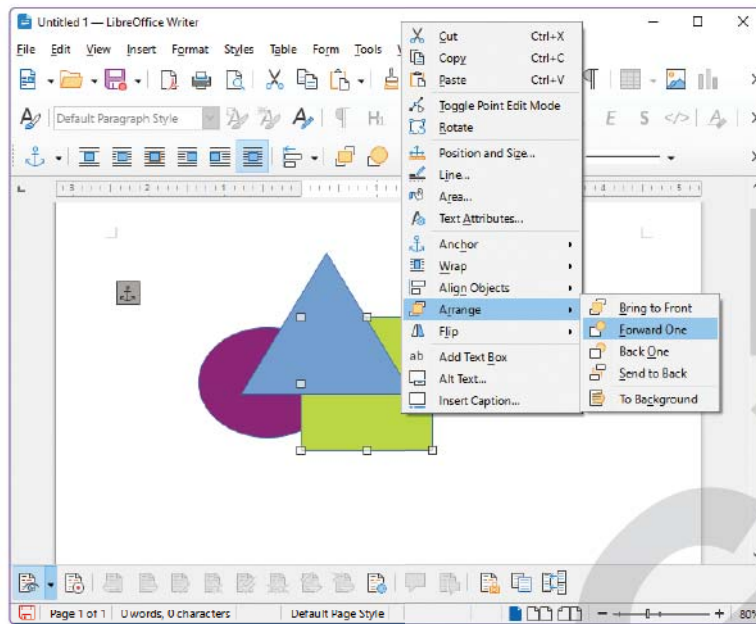 Untitled 1 — LibreOffice Writer
File Edit View Insert Format Styles Table Form Tools
Default Paragraph Style
Cut Ctrl+X
Copy Ctrl+C
Paste Ctrl+V
Toggle Point Edit Mode
Rotate
Position and Size...
Line...
Area...
Text Attributes...
Anchor
Wrap
Align Objects
Arrange
Flip
ab Add Text Box
Alt Text...
Insert Caption...
Bring to Front
Forward One
Back One
Send to Back
To Background
Page 1 of 1 0 words, 0 characters Default Page Style 80%